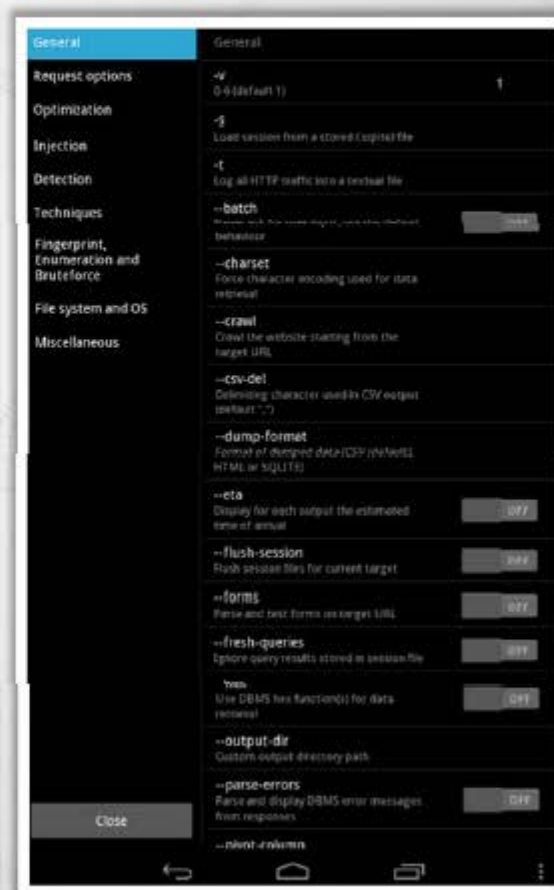 General
Request options
Optimization
Injection
Detection
Techniques
Fingerprint,
Enumeration and
Bruteforce
File system and OS
Miscellaneous
Close
General
-v
0-6 (default 1)
1
-s
Load session from a stored (.sqlite) file
-t
Log all HTTP traffic into a textual file
--batch
behaviour
OFF
--charset
Force character encoding used for data
retrieval
--crawl
Crawl the website starting from the
target URL
--csv-del
Delimiting character used in CSV output
(default ",")
--dump-format
Format of dumped data (CSV (default),
HTML or SQLITE)
--eta
Display for each output the estimated
time of arrival
OFF
--flush-session
Flush session files for current target
OFF
--forms
Parse and test forms on target URL
OFF
--fresh-queries
Ignore query results stored in session file
OFF
Use DBMS hex function(s) for data
retrieval
OFF
--output-dir
Custom output directory path
--parse-errors
Parse and display DBMS error messages
from responses
OFF
--pivot-column